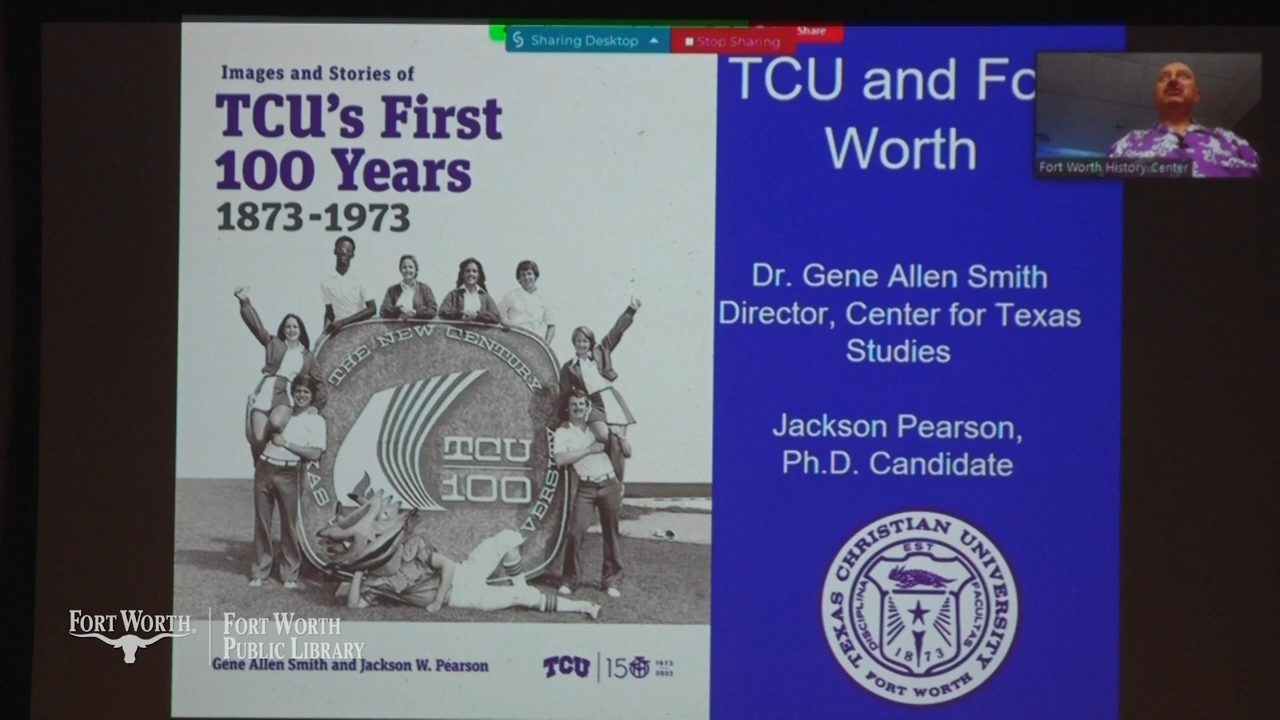 Sharing Desktop
Stop Sharing
Share
Images and Stories of
TCU's First
100 Years
1873-1973
THE NEW CENTURY
TCU
100
Gene Allen Smith and Jackson W. Pearson
TCU
150
1873
2023
TCU and Fo
Worth
Fort Worth History Center
Dr. Gene Allen Smith
Director, Center for Texas
Studies
Jackson Pearson,
Ph.D. Candidate
TEXAS CHRISTIAN UNIVERSITY
EST
DISCIPLINA
FACULTAS
1873
FORT WORTH
FORT WORTH®
FORT WORTH
PUBLIC LIBRARY